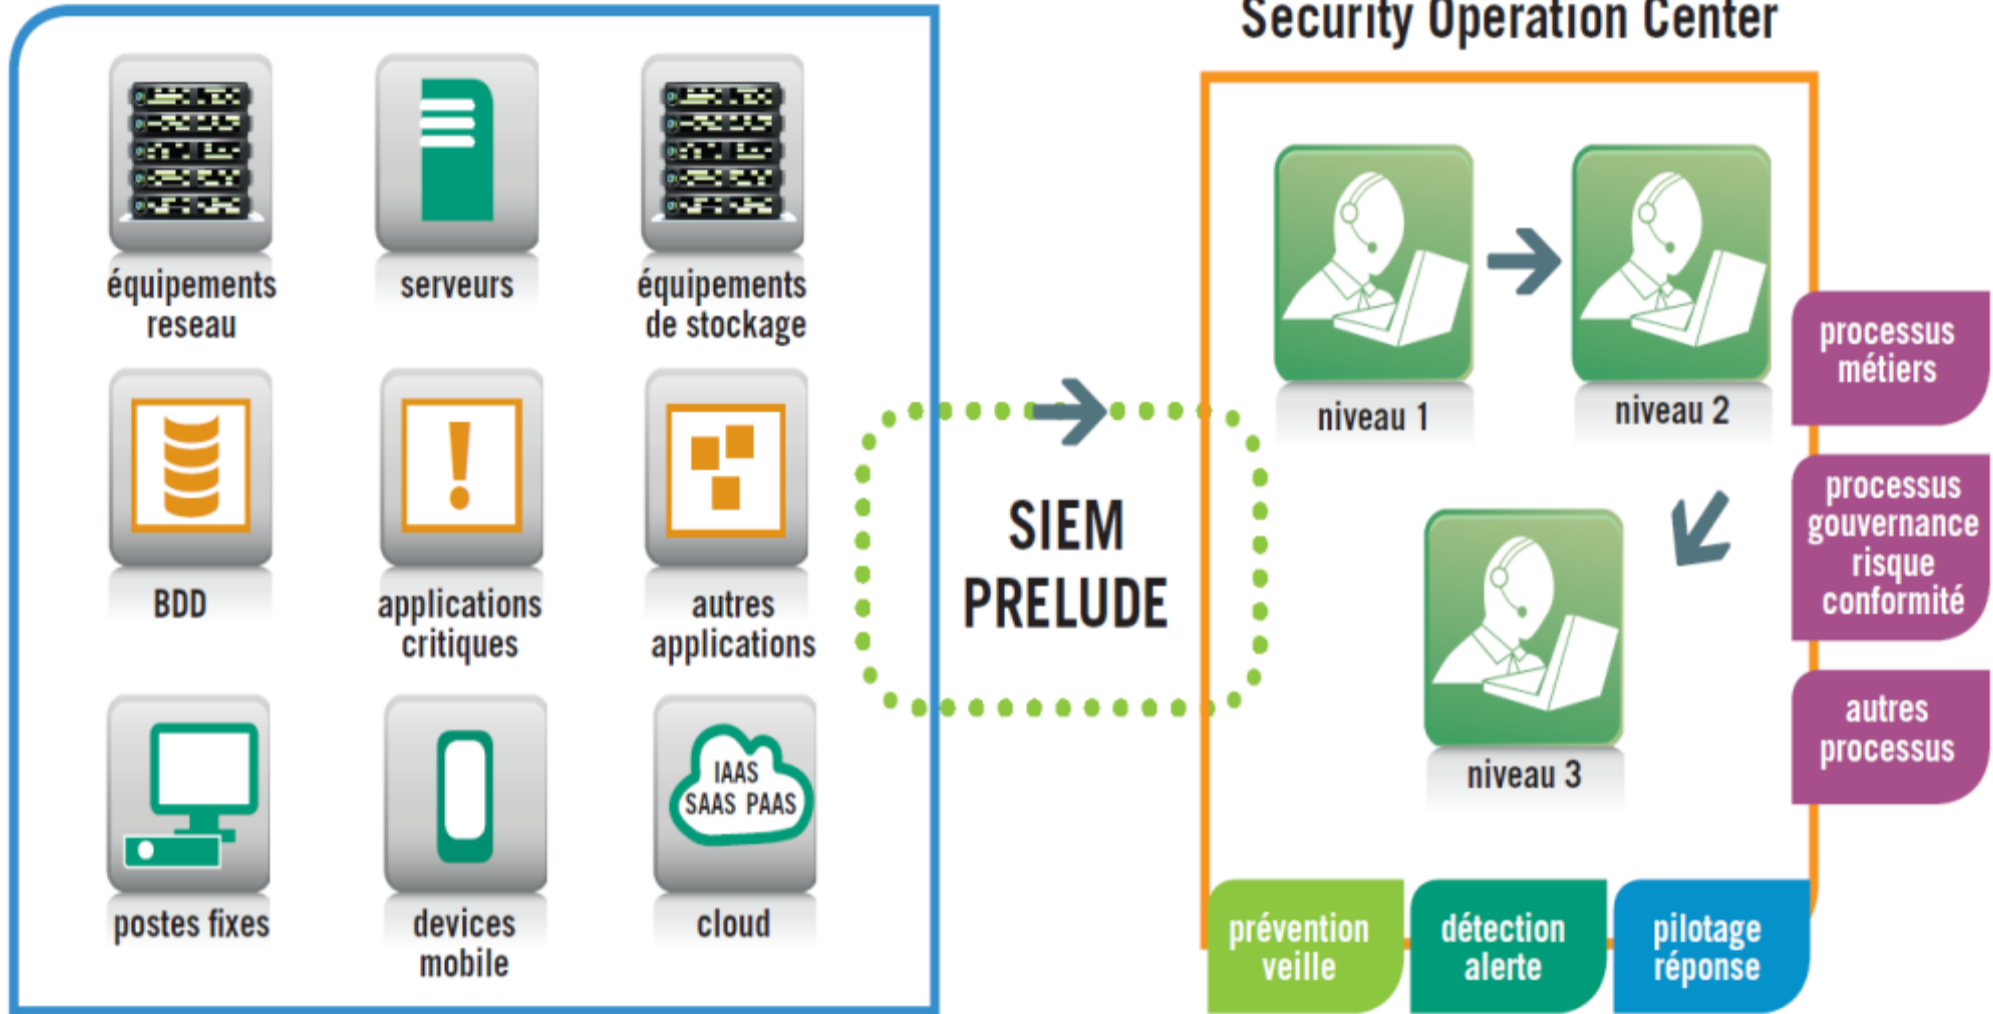 Security Operation Center
équipements
reseau
serveurs
équipements
de stockage
BDD
applications
critiques
autres
applications
postes fixes
devices
mobile
IAAS
SAAS PAAS
cloud
SIEM
PRELUDE
niveau 1
niveau 2
niveau 3
processus
métiers
processus
gouvernance
risque
conformité
autres
processus
prévention
veille
détection
alerte
pilotage
réponse